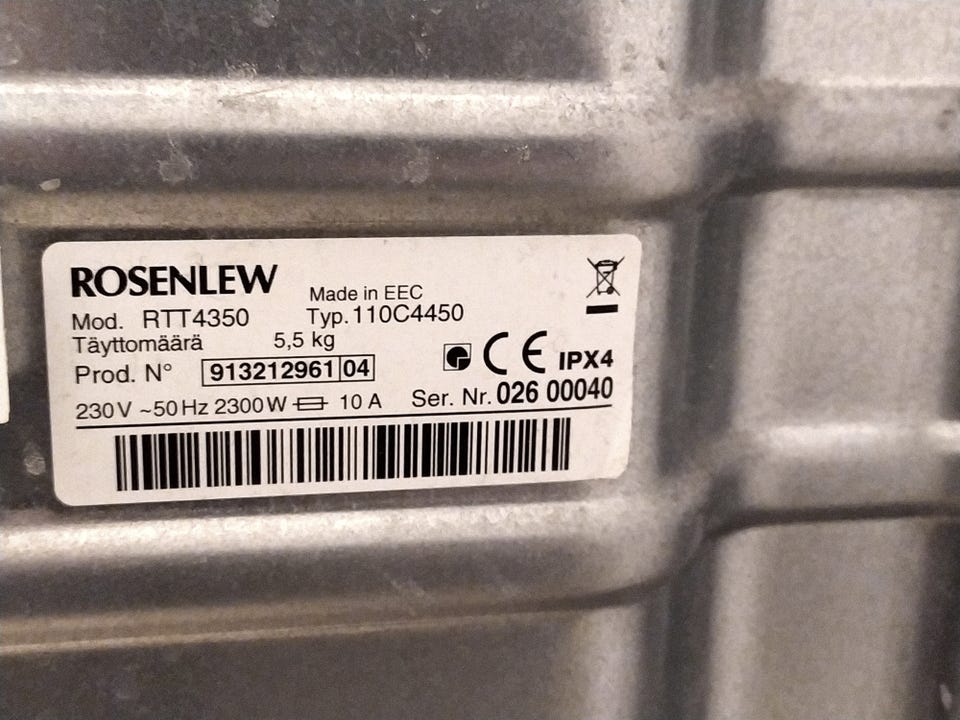 ROSENLEW
Made in EEC
Mod. RTT4350 Typ. 110C4450
Täyttomäärä 5,5 kg
Prod. N° 913212961 04
CE IPX4
230 V ~50 Hz 2300 W 10 A Ser. Nr. 026 00040